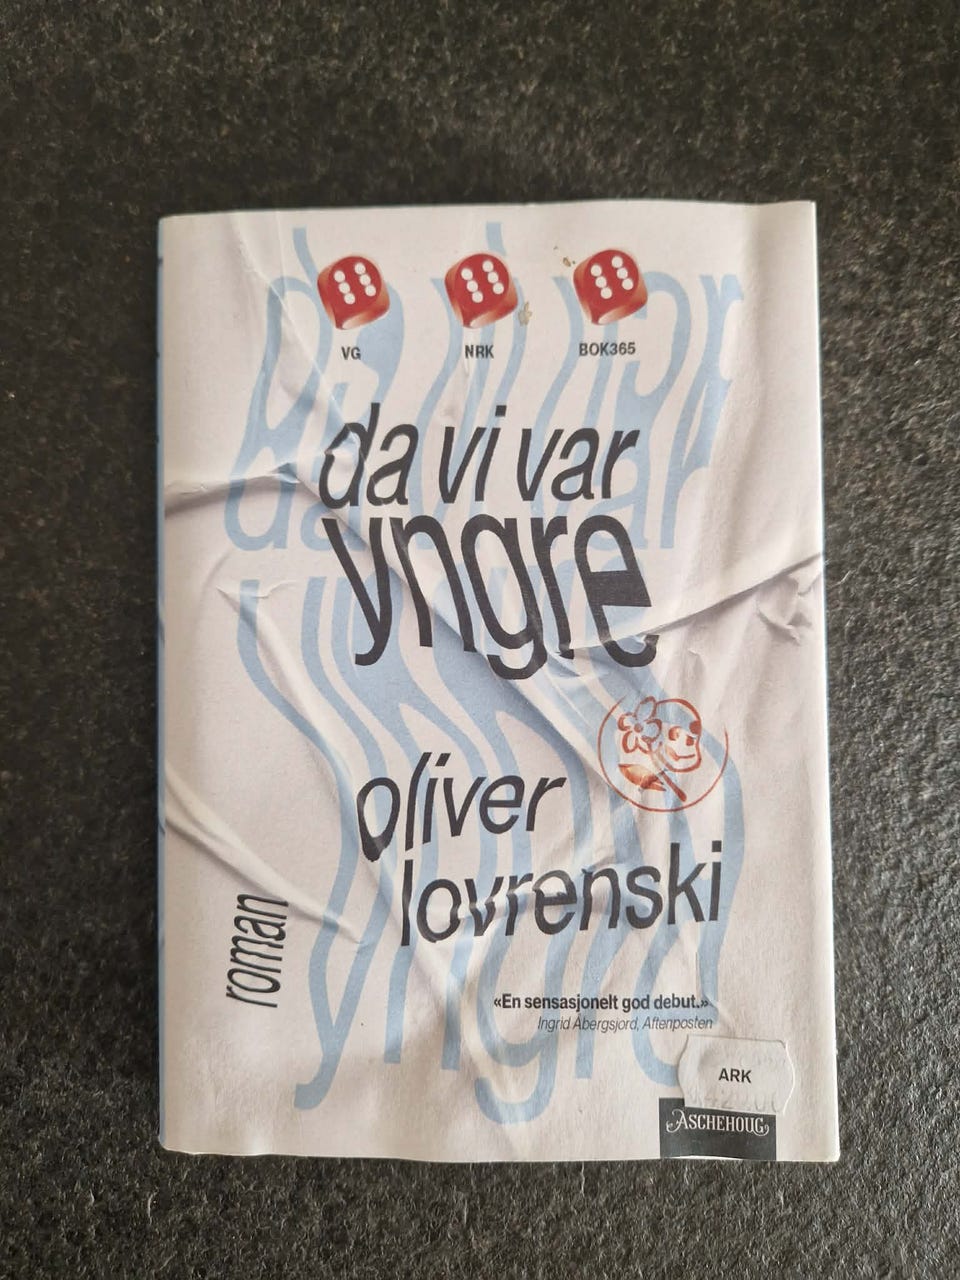 VG NRK BOK365
da vi var
yngre
oliver
lovrenski
roman
«En sensasjonelt god debut.»
Ingrid Åbergsjord, Aftenposten
ARK
ASCHEHOUG